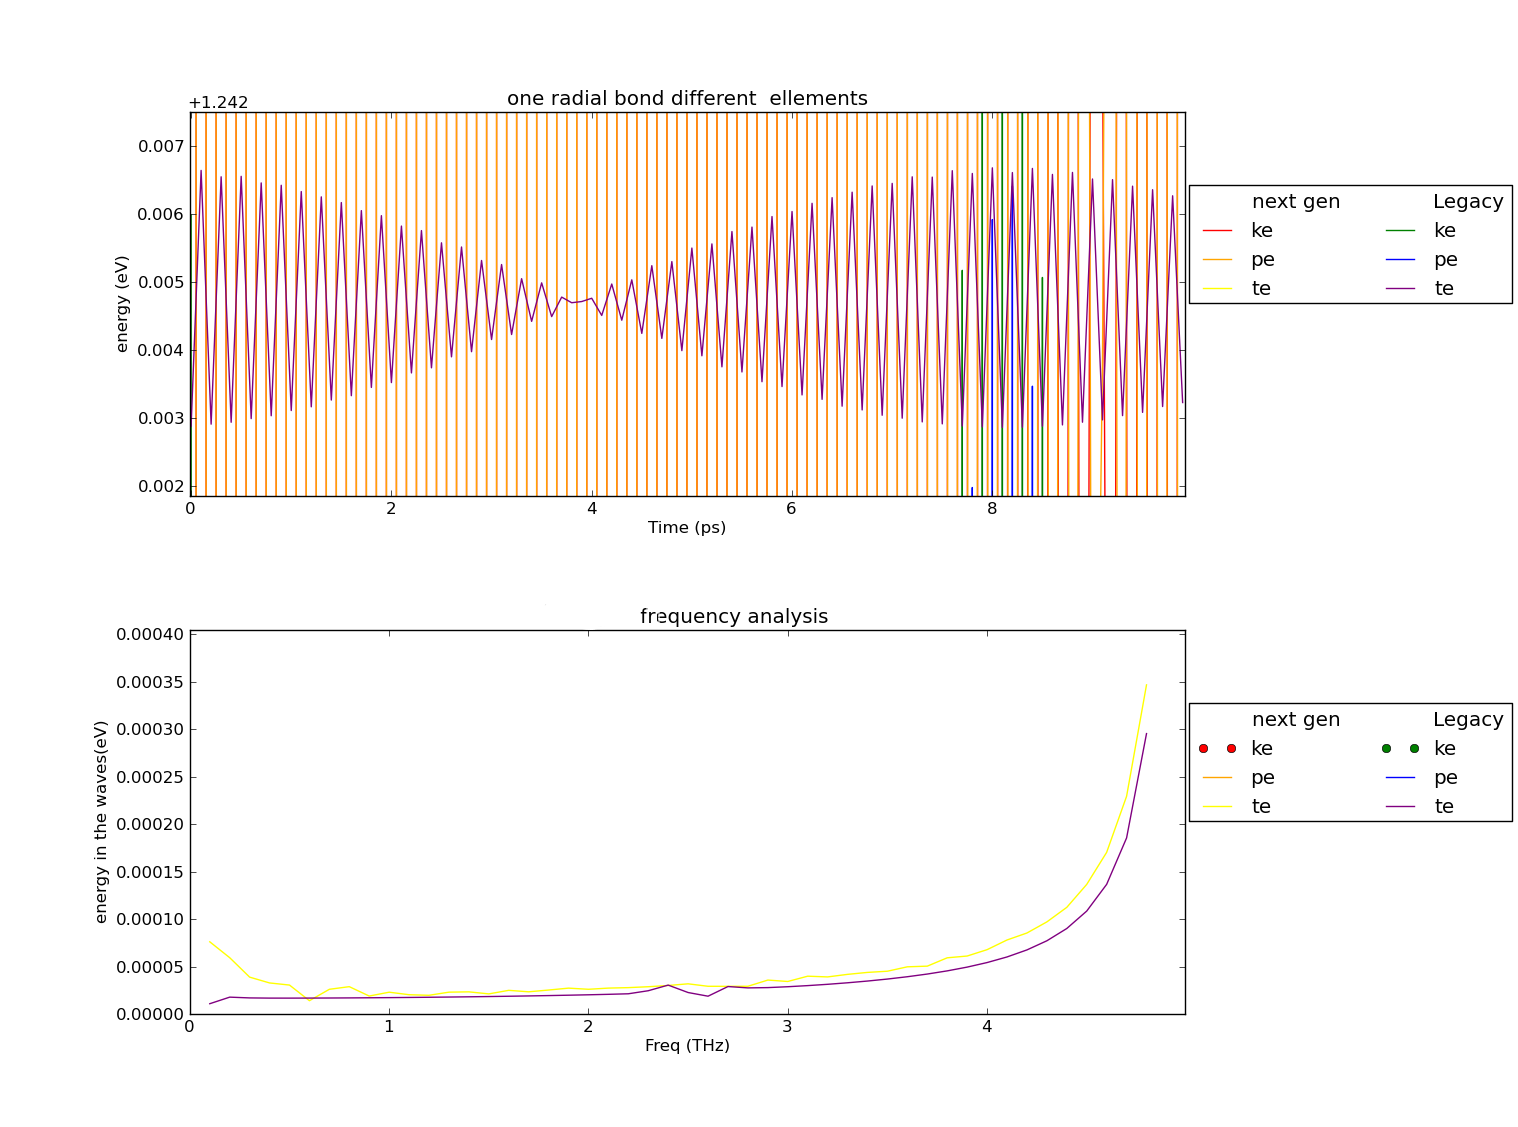 one radial bond different  ellements
+1.242
0.007
0.006
0.005
0.004
0.003
0.002
energy (eV)
0 2 4 6 8
Time (ps)
next gen Legacy
ke ke
pe pe
te te
frequency analysis
0.00040
0.00035
0.00030
0.00025
0.00020
0.00015
0.00010
0.00005
0.00000
energy in the waves(eV)
0 1 2 3 4
Freq (THz)
next gen Legacy
ke ke
pe pe
te te